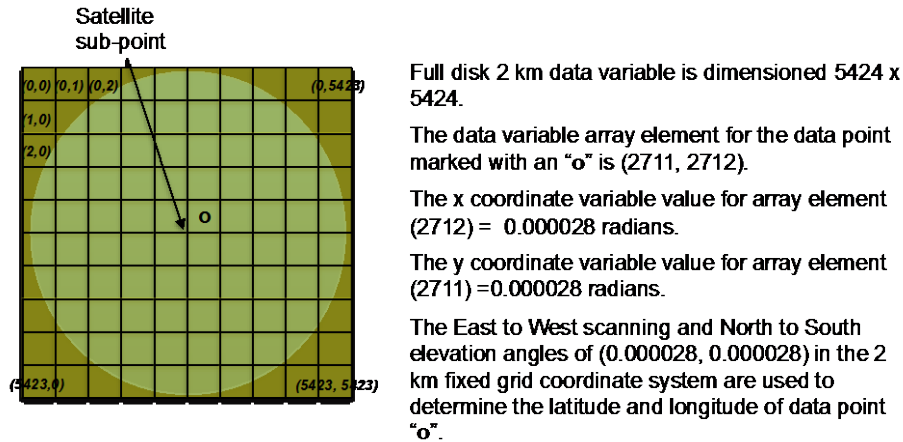 Satellite
sub-point
(0,0) (0,1) (0,2) (0,5423)
(1,0)
(2,0)
o
(5423,0) (5423, 5423)
Full disk 2 km data variable is dimensioned 5424 x
5424.
The data variable array element for the data point
marked with an “o” is (2711, 2712).
The x coordinate variable value for array element
(2712) = 0.000028 radians.
The y coordinate variable value for array element
(2711) =0.000028 radians.
The East to West scanning and North to South
elevation angles of (0.000028, 0.000028) in the 2
km fixed grid coordinate system are used to
determine the latitude and longitude of data point
“o”.